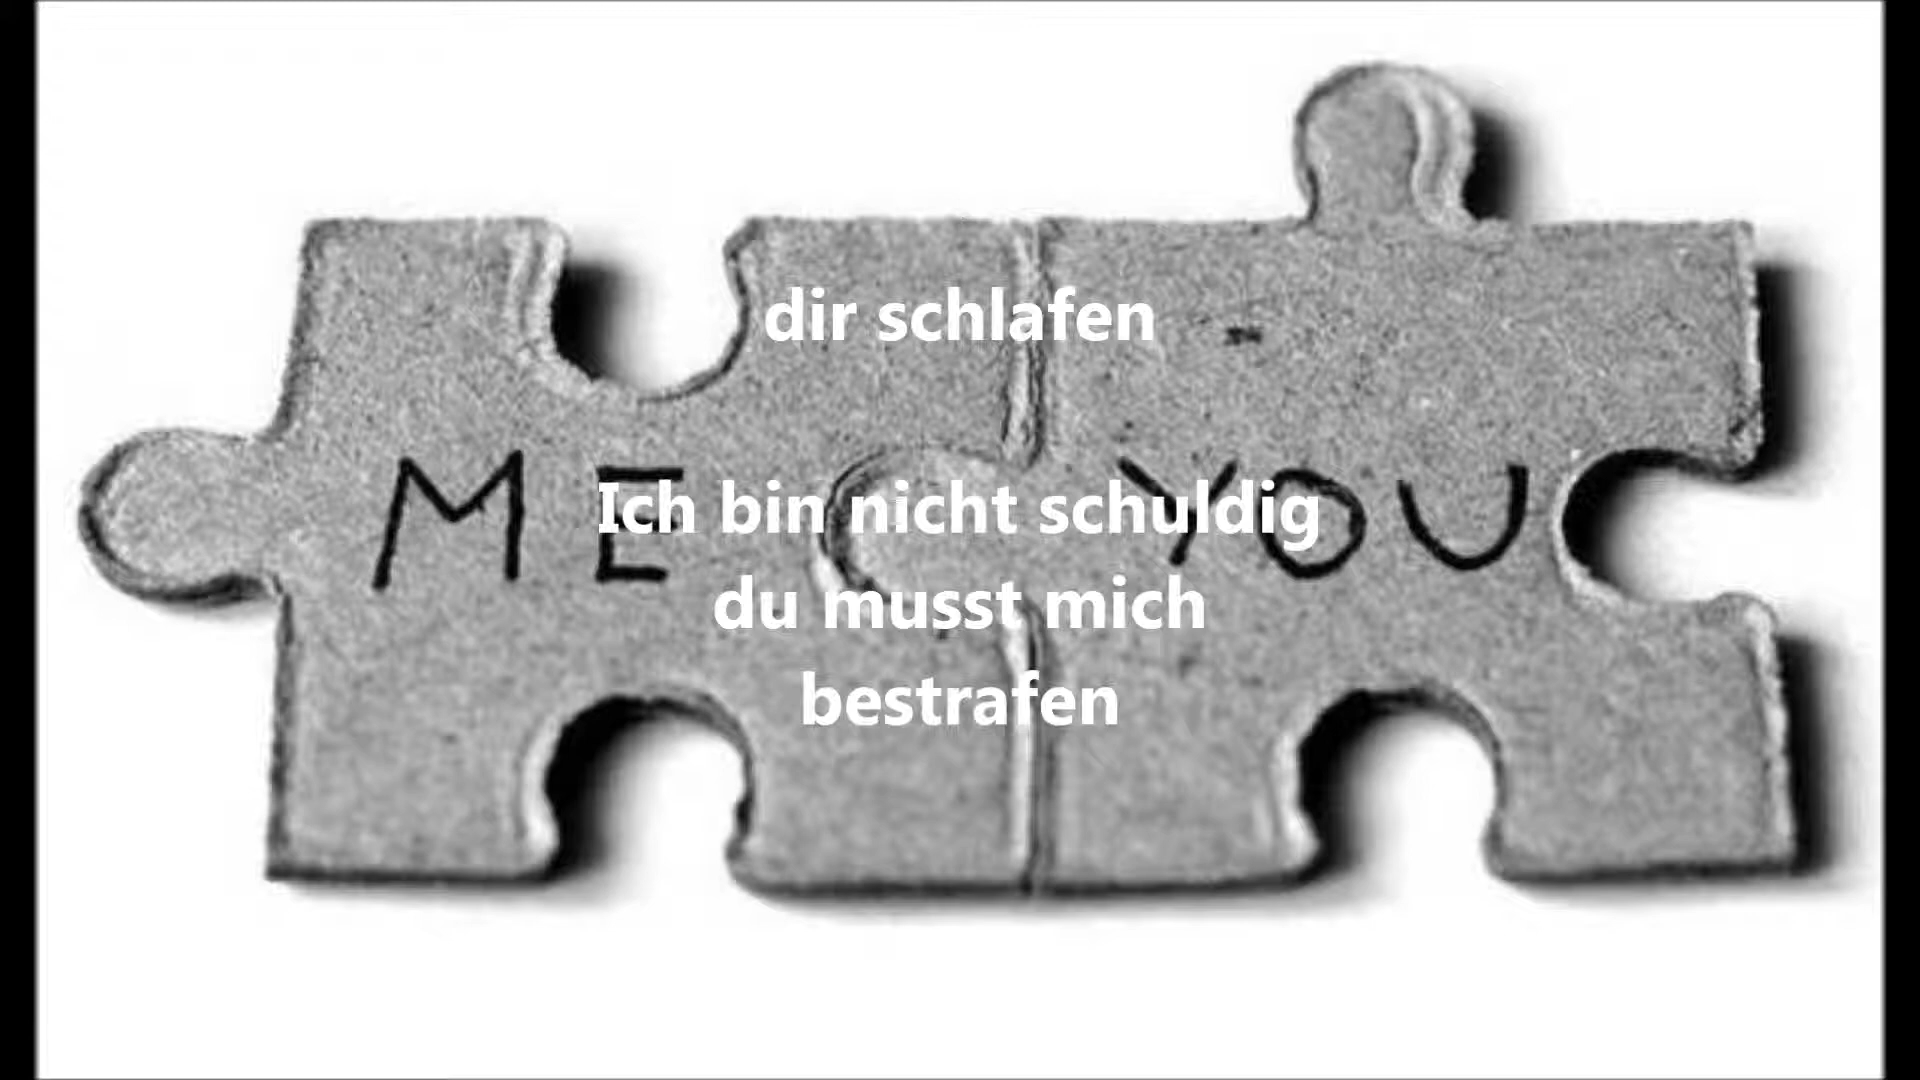 dir schlafen
ME YOU
Ich bin nicht schuldig
du musst mich
bestrafen